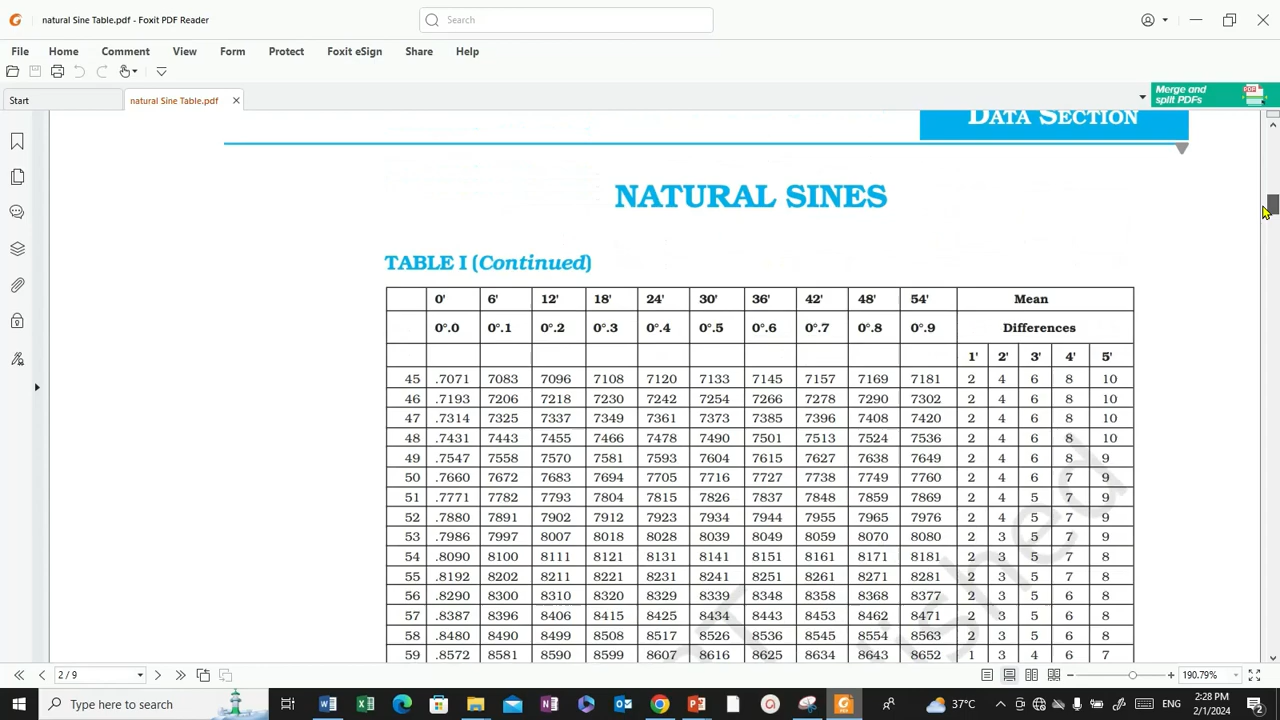 natural Sine Table.pdf - Foxit PDF Reader
Search
File Home Comment View Form Protect Foxit eSign Share Help
Start natural Sine Table.pdf
Merge and split PDFs
DATA SECTION
NATURAL SINES
TABLE I (Continued)
0' 6' 12' 18' 24' 30' 36' 42' 48' 54' Mean
0°.0 0°.1 0°.2 0°.3 0°.4 0°.5 0°.6 0°.7 0°.8 0°.9 Differences
1' 2' 3' 4' 5'
45 .7071 7083 7096 7108 7120 7133 7145 7157 7169 7181 2 4 6 8 10
46 .7193 7206 7218 7230 7242 7254 7266 7278 7290 7302 2 4 6 8 10
47 .7314 7325 7337 7349 7361 7373 7385 7396 7408 7420 2 4 6 8 10
48 .7431 7443 7455 7466 7478 7490 7501 7513 7524 7536 2 4 6 8 10
49 .7547 7558 7570 7581 7593 7604 7615 7627 7638 7649 2 4 6 8 9
50 .7660 7672 7683 7694 7705 7716 7727 7738 7749 7760 2 4 6 7 9
51 .7771 7782 7793 7804 7815 7826 7837 7848 7859 7869 2 4 5 7 9
52 .7880 7891 7902 7912 7923 7934 7944 7955 7965 7976 2 4 5 7 9
53 .7986 7997 8007 8018 8028 8039 8049 8059 8070 8080 2 3 5 7 9
54 .8090 8100 8111 8121 8131 8141 8151 8161 8171 8181 2 3 5 7 8
55 .8192 8202 8211 8221 8231 8241 8251 8261 8271 8281 2 3 5 7 8
56 .8290 8300 8310 8320 8329 8339 8348 8358 8368 8377 2 3 5 6 8
57 .8387 8396 8406 8415 8425 8434 8443 8453 8462 8471 2 3 5 6 8
58 .8480 8490 8499 8508 8517 8526 8536 8545 8554 8563 2 3 5 6 8
59 .8572 8581 8590 8599 8607 8616 8625 8634 8643 8652 1 3 4 6 7
2 / 9
190.79%
Type here to search
37°C
ENG
2:28 PM
2/1/2024